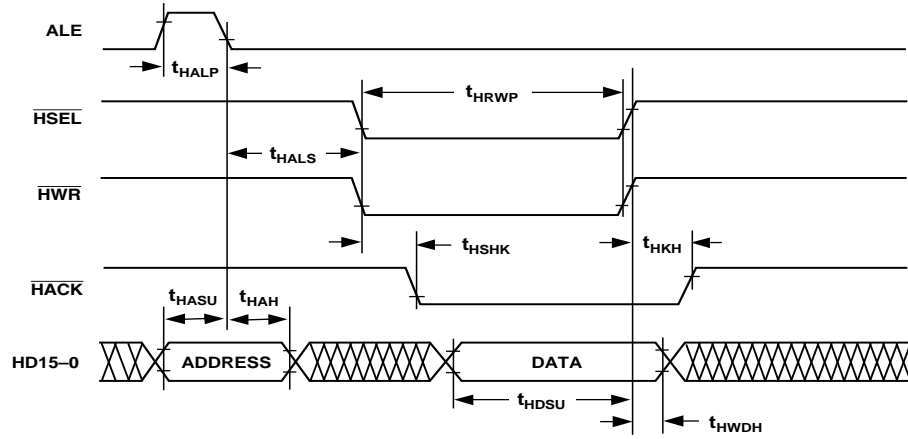 ALE
tHALP
HSEL
tHRWP
tHALS
HWR
tHSHK
tHKH
HACK
tHASU
tHAH
HD15–0
ADDRESS
DATA
tHDSU
tHWDH